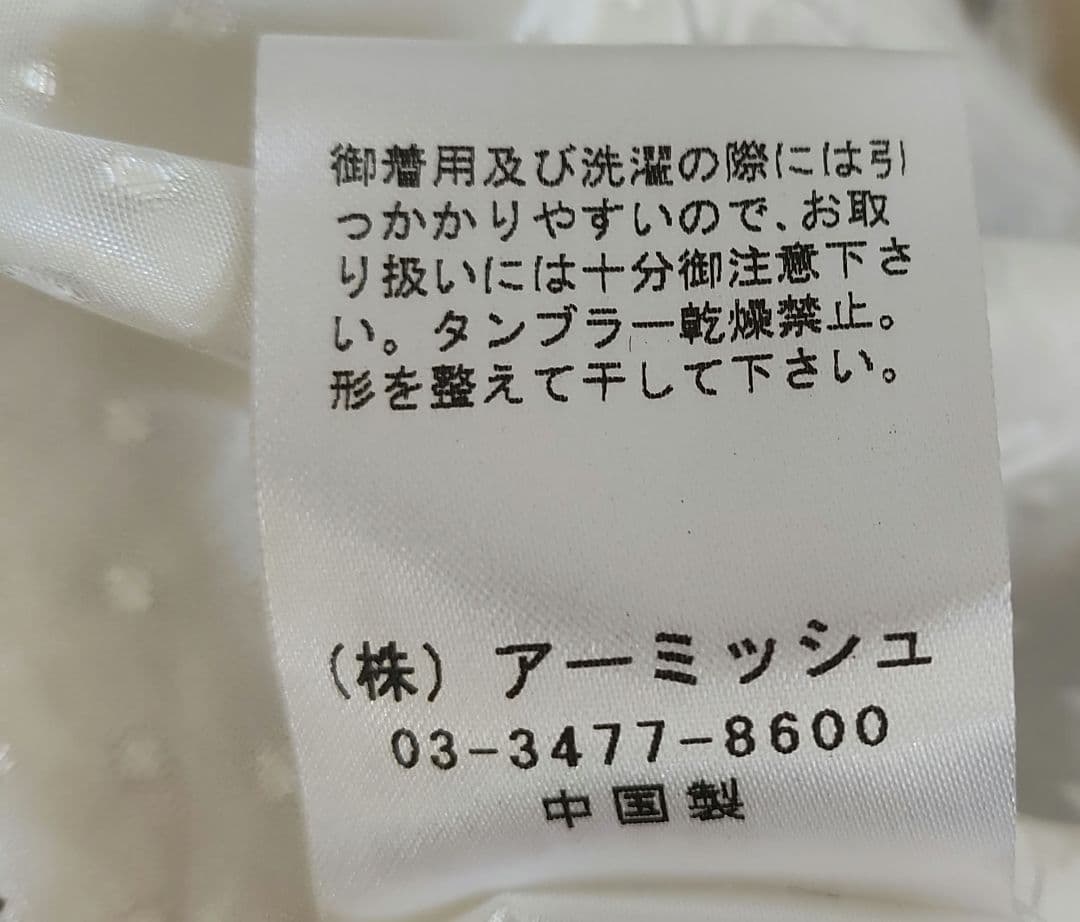 御着用及び洗濯の際には引
っかかりやすいので、お取
り扱いには十分御注意下さ
い。タンブラー乾燥禁止。
形を整えて干して下さい。
(株) アーミッシュ
03-3477-8600
中国製